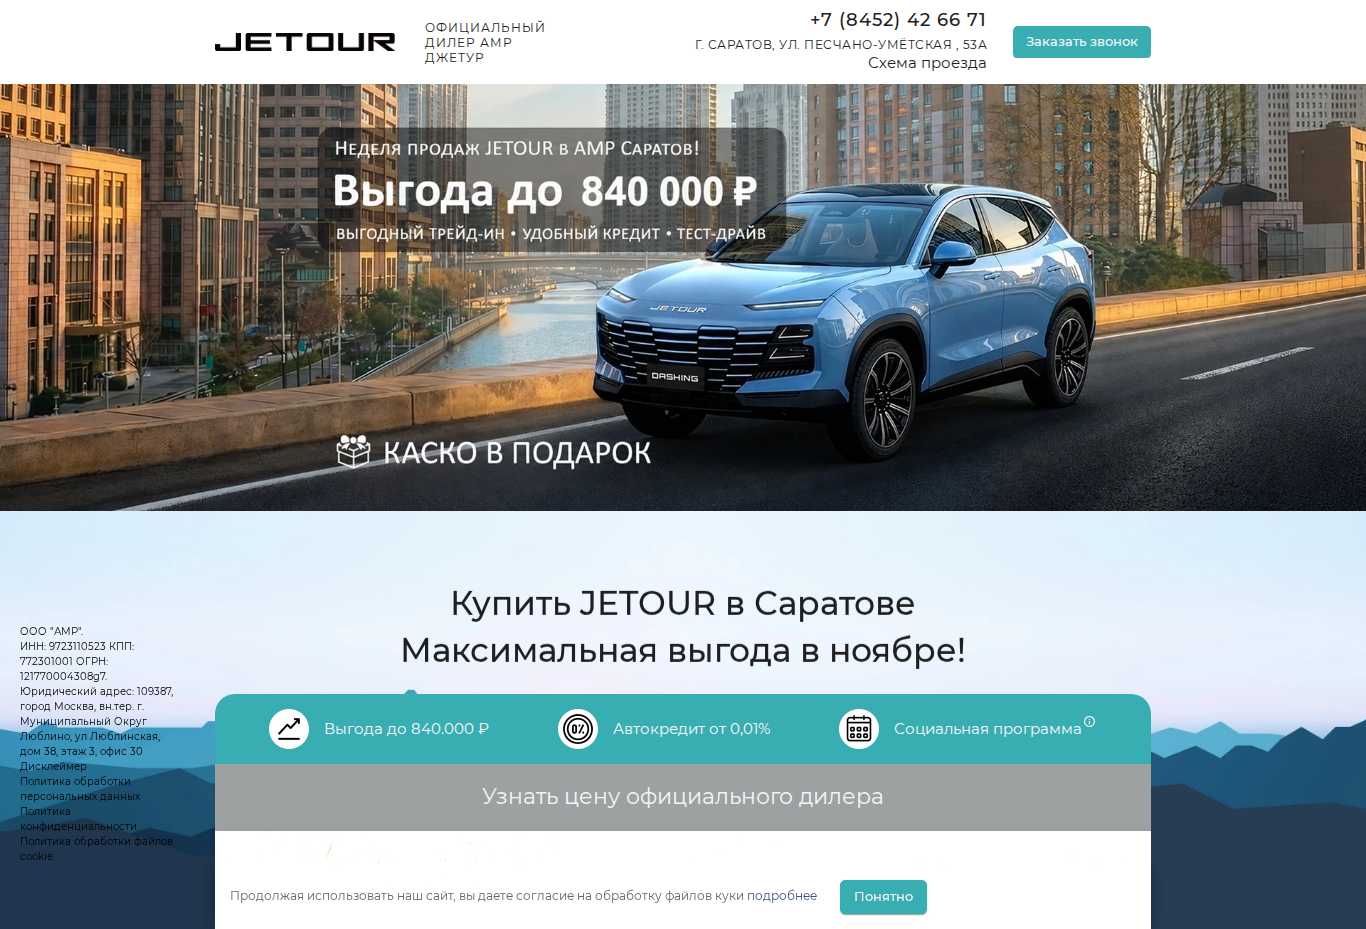 JETOUR
ОФИЦИАЛЬНЫЙ
ДИЛЕР АМР
ДЖЕТУР
+7 (8452) 42 66 71
Г. САРАТОВ, УЛ. ПЕСЧАНО-УМЁТСКАЯ , 53А
Схема проезда
Заказать звонок
Неделя продаж JETOUR в АМР Саратов!
Выгода до 840 000 ₽
ВЫГОДНЫЙ ТРЕЙД-ИН • УДОБНЫЙ КРЕДИТ • ТЕСТ-ДРАЙВ
JETOUR
DASHING
КАСКО В ПОДАРОК
Купить JETOUR в Саратове
Максимальная выгода в ноябре!
ООО "АМР".
ИНН: 9723110523 КПП:
772301001 ОГРН:
121770004308g7.
Юридический адрес: 109387,
город Москва, вн.тер. г.
Муниципальный Округ
Люблино, ул Люблинская,
дом 38, этаж 3, офис 30
Дисклеймер
Политика обработки
персональных данных
Политика
конфиденциальности
Политика обработки файлов
cookie
Выгода до 840.000 ₽
0%
Автокредит от 0,01%
Социальная программа
Узнать цену официального дилера
Продолжая использовать наш сайт, вы даете согласие на обработку файлов куки подробнее
Понятно